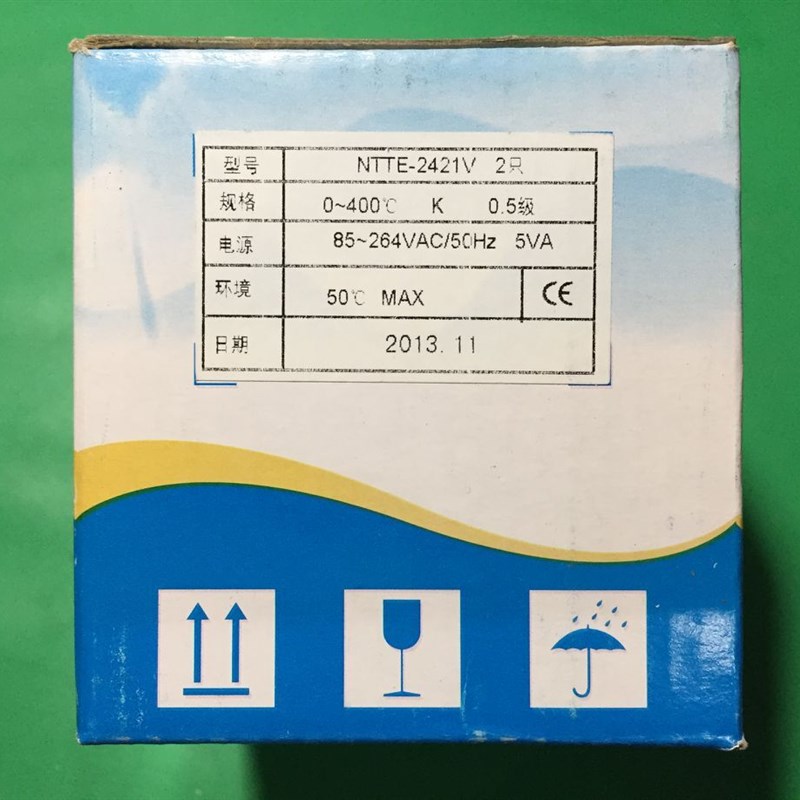 型号 NTTE-2421V 2只
规格 0~400℃ K 0.5级
电源 85~264VAC/50Hz 5VA
环境 50℃ MAX CE
日期 2013.11